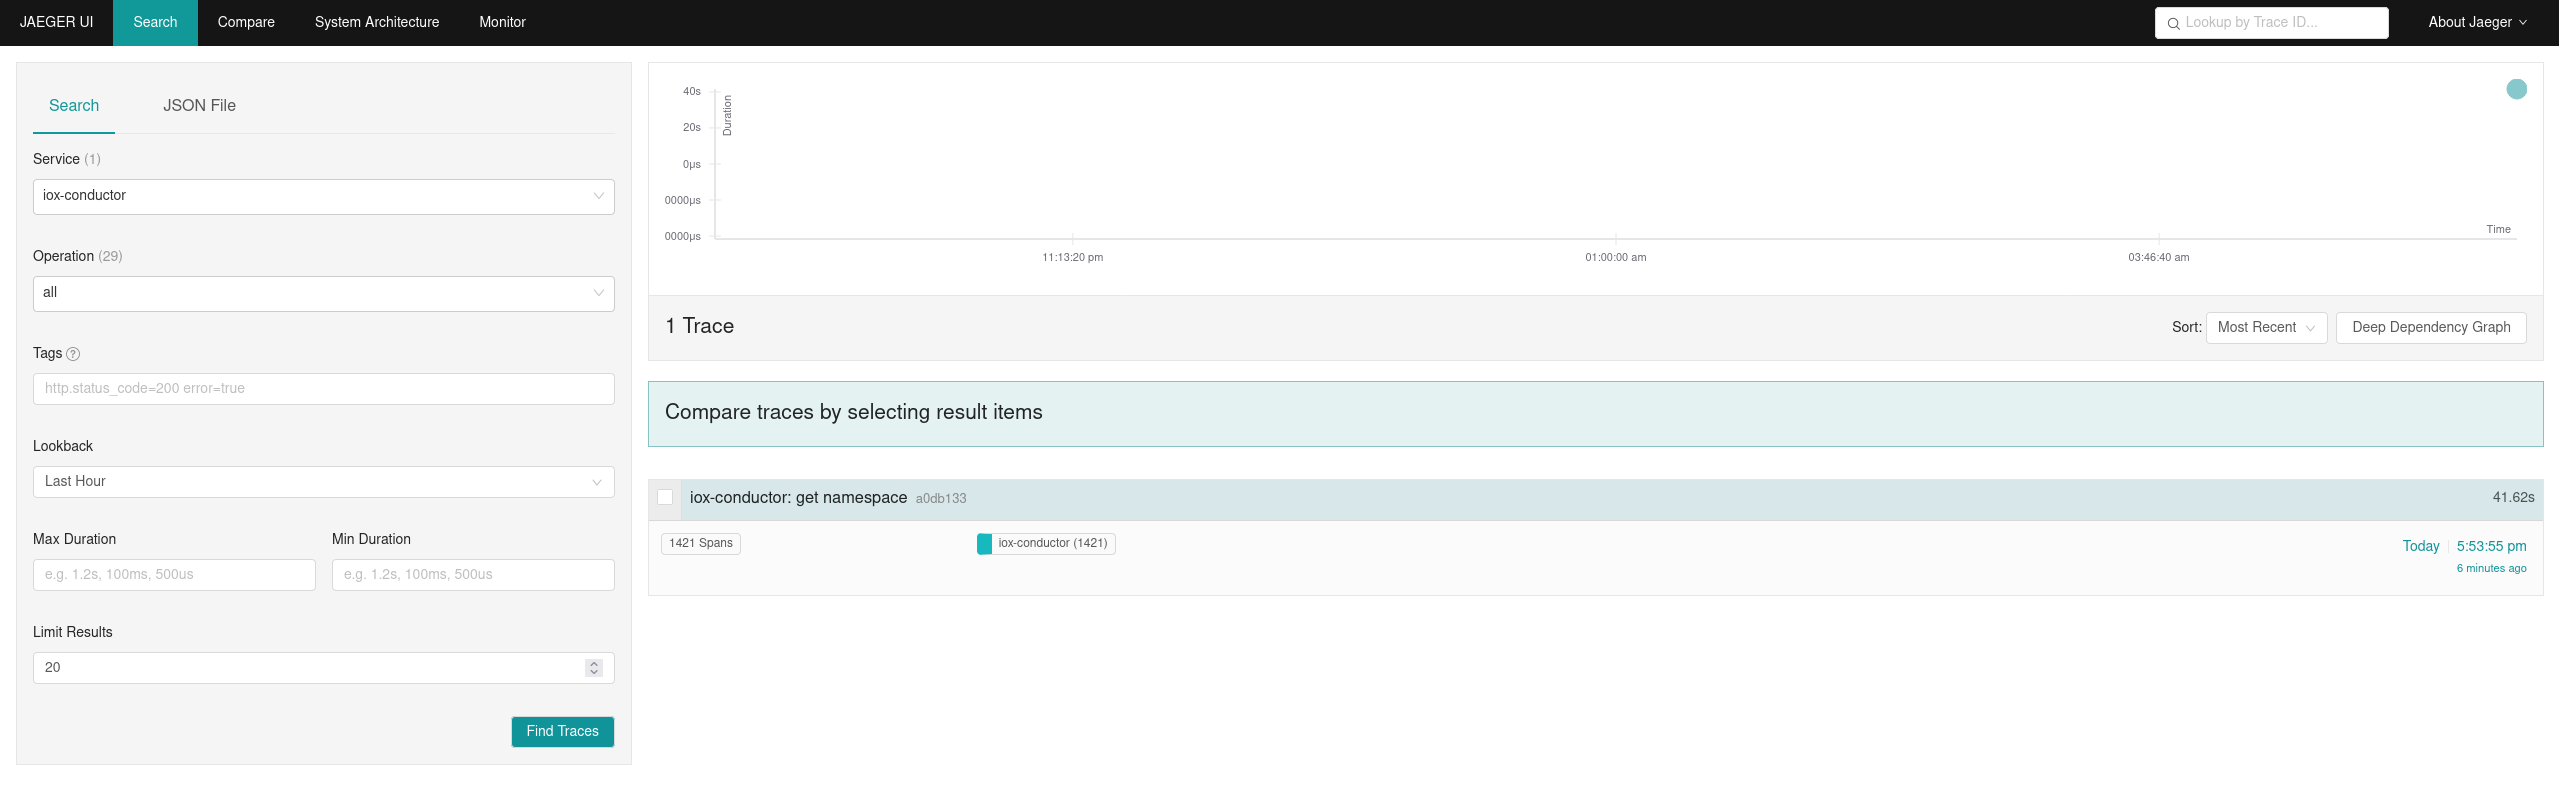 JAEGER UI Search Compare System Architecture Monitor Lookup by Trace ID... About Jaeger
Search JSON File
Service (1)
iox-conductor
Operation (29)
all
Tags ?
http.status_code=200 error=true
Lookback
Last Hour
Max Duration Min Duration
e.g. 1.2s, 100ms, 500us e.g. 1.2s, 100ms, 500us
Limit Results
20
Find Traces
Duration
40s
20s
0μs
0000μs
0000μs
Time
11:13:20 pm 01:00:00 am 03:46:40 am
1 Trace Sort: Most Recent Deep Dependency Graph
Compare traces by selecting result items
iox-conductor: get namespace a0db133 41.62s
1421 Spans iox-conductor (1421) Today 5:53:55 pm
6 minutes ago